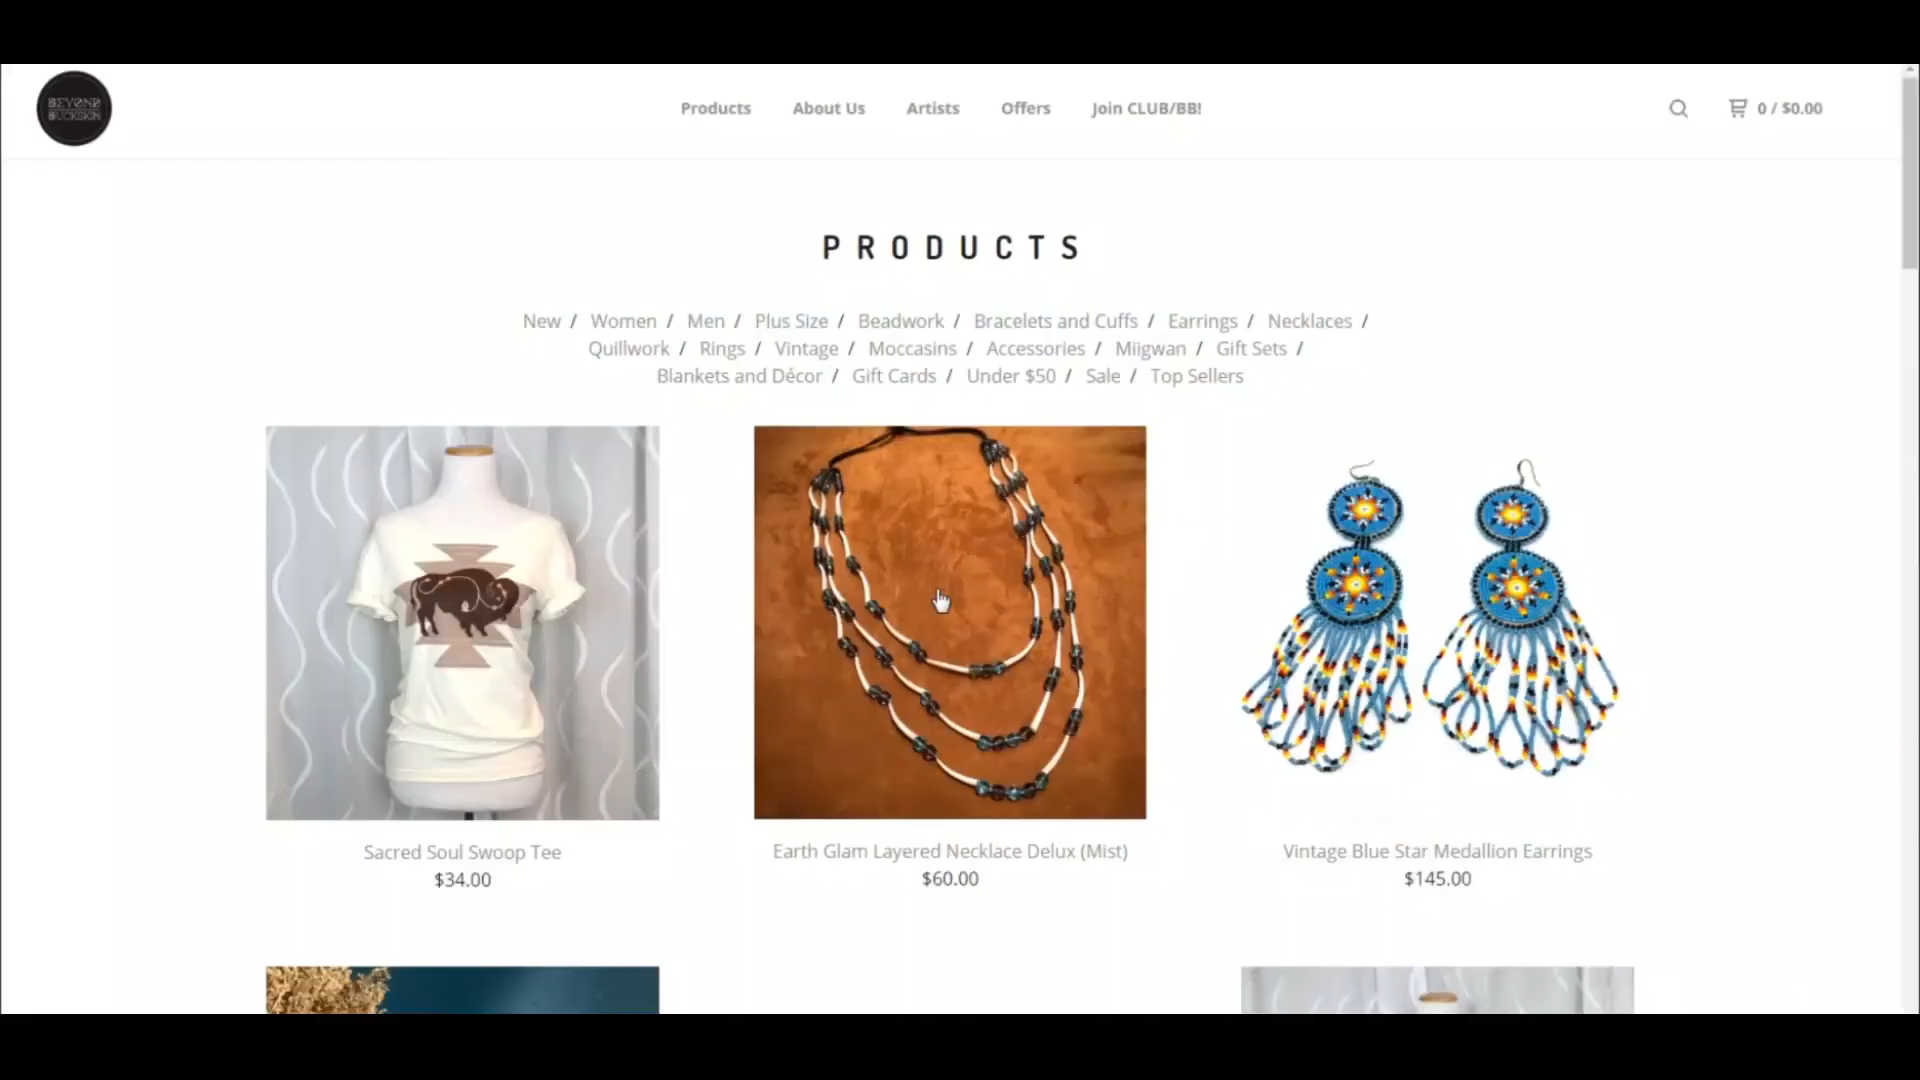 BEYOND
BUCKSKIN
Products About Us Artists Offers Join CLUB/BB!
0 / $0.00
PRODUCTS
New / Women / Men / Plus Size / Beadwork / Bracelets and Cuffs / Earrings / Necklaces /
Quillwork / Rings / Vintage / Moccasins / Accessories / Miigwan / Gift Sets /
Blankets and Décor / Gift Cards / Under $50 / Sale / Top Sellers
Sacred Soul Swoop Tee
$34.00
Earth Glam Layered Necklace Delux (Mist)
$60.00
Vintage Blue Star Medallion Earrings
$145.00